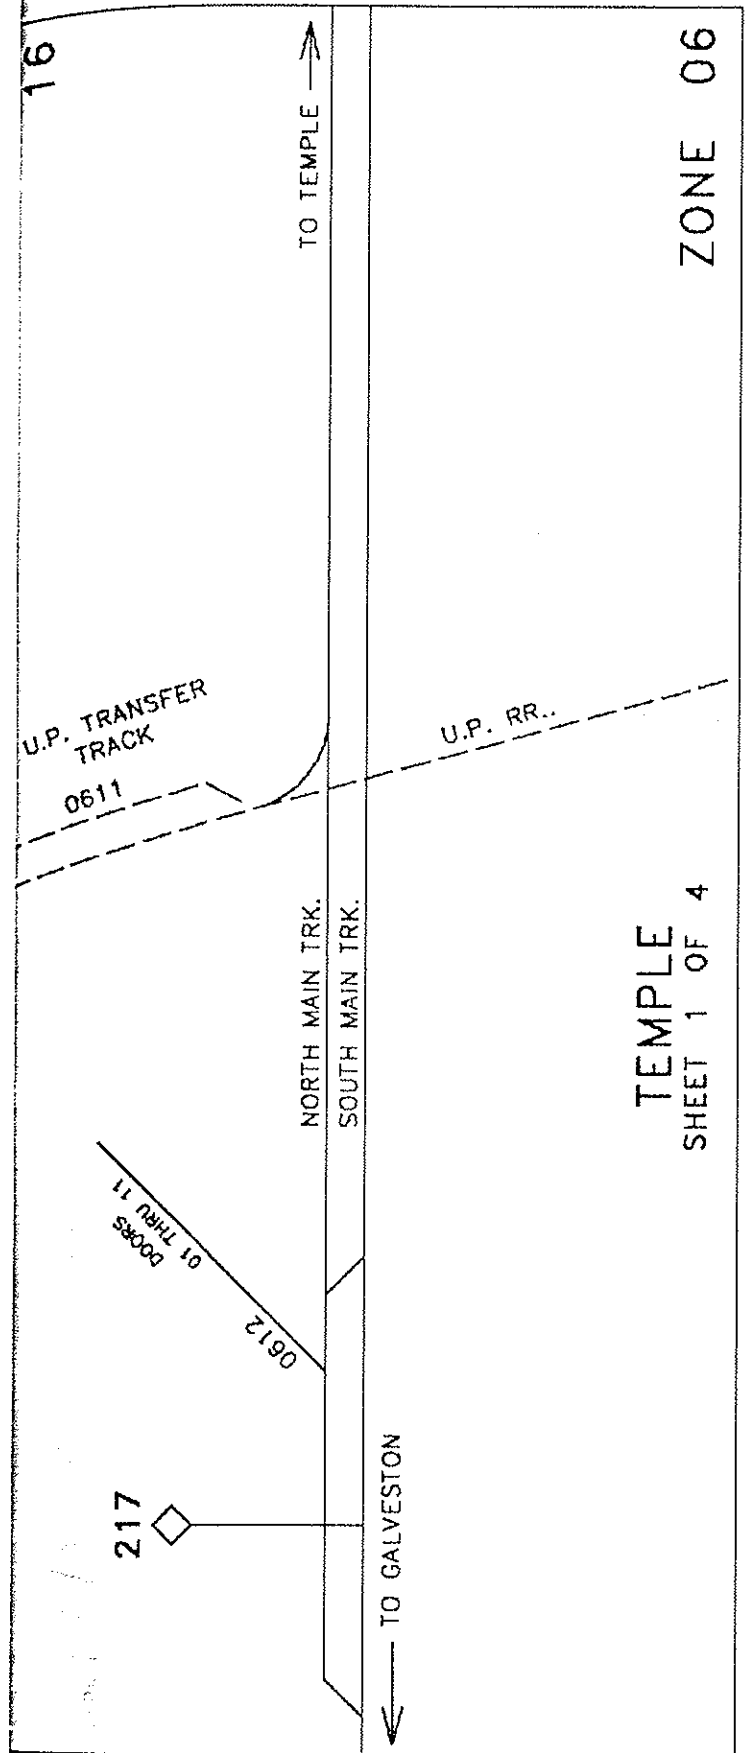 16
TO TEMPLE
ZONE 06
U.P. TRANSFER
TRACK
0611
U.P. RR..
NORTH MAIN TRK.
SOUTH MAIN TRK.
TEMPLE
SHEET 1 OF 4
DOORS
01 THRU 11
0612
217
TO GALVESTON